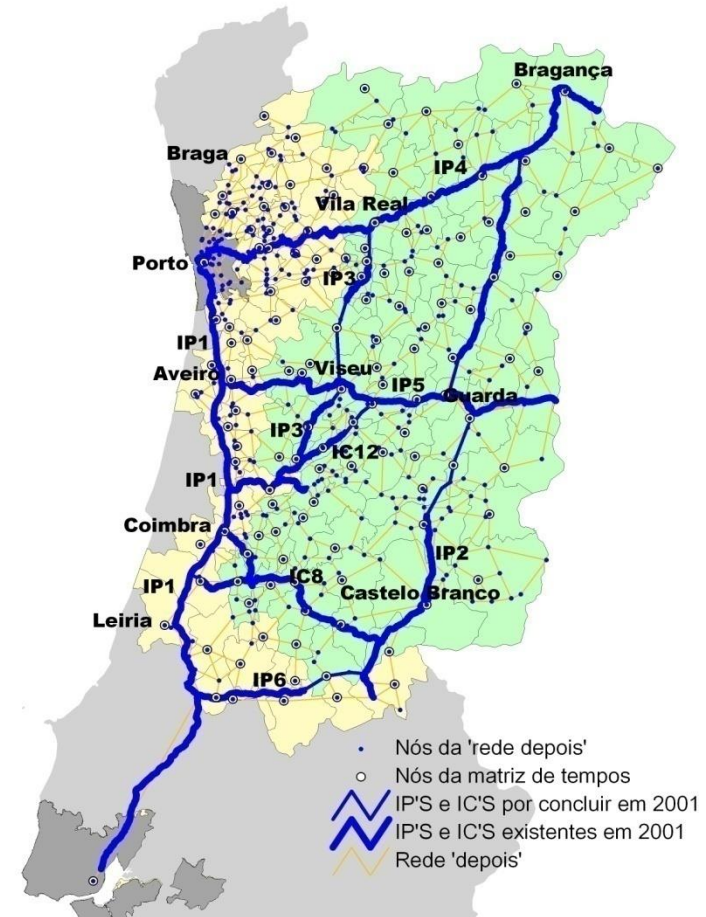 Bragança
Braga
IP4
Vila Real
Porto
IP3
IP1
Aveiro
Viseu
IP5
Guarda
IP3
IC12
IP1
Coimbra
IP2
IP1
IC8
Castelo Branco
Leiria
IP6
Nós da 'rede depois'
Nós da matriz de tempos
IP'S e IC'S por concluir em 2001
IP'S e IC'S existentes em 2001
Rede 'depois'